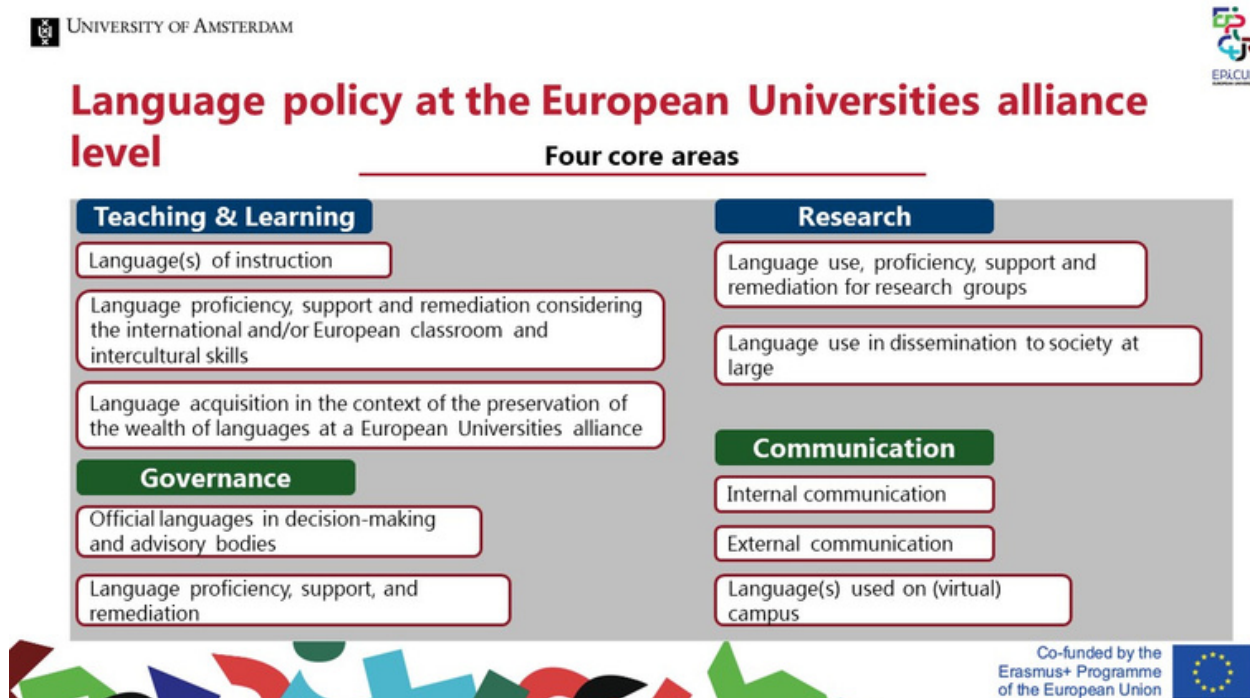 UNIVERSITY OF AMSTERDAM
Language policy at the European Universities alliance
level
Four core areas
Teaching & Learning
Language(s) of instruction
Language proficiency, support and remediation considering
the international and/or European classroom and
intercultural skills
Language acquisition in the context of the preservation of
the wealth of languages at a European Universities alliance
Governance
Official languages in decision-making
and advisory bodies
Language proficiency, support, and
remediation
Research
Language use, proficiency, support and
remediation for research groups
Language use in dissemination to society at
large
Communication
Internal communication
External communication
Language(s) used on (virtual)
campus
Co-funded by the
Erasmus+ Programme
of the European Union